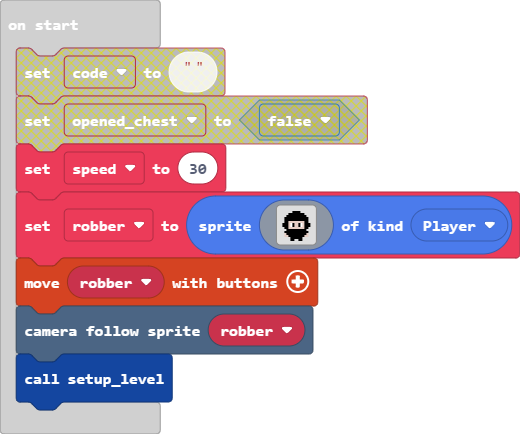 on start
set code to " "
set opened_chest to false
set speed to 30
set robber to sprite of kind Player
move robber with buttons
camera follow sprite robber
call setup_level